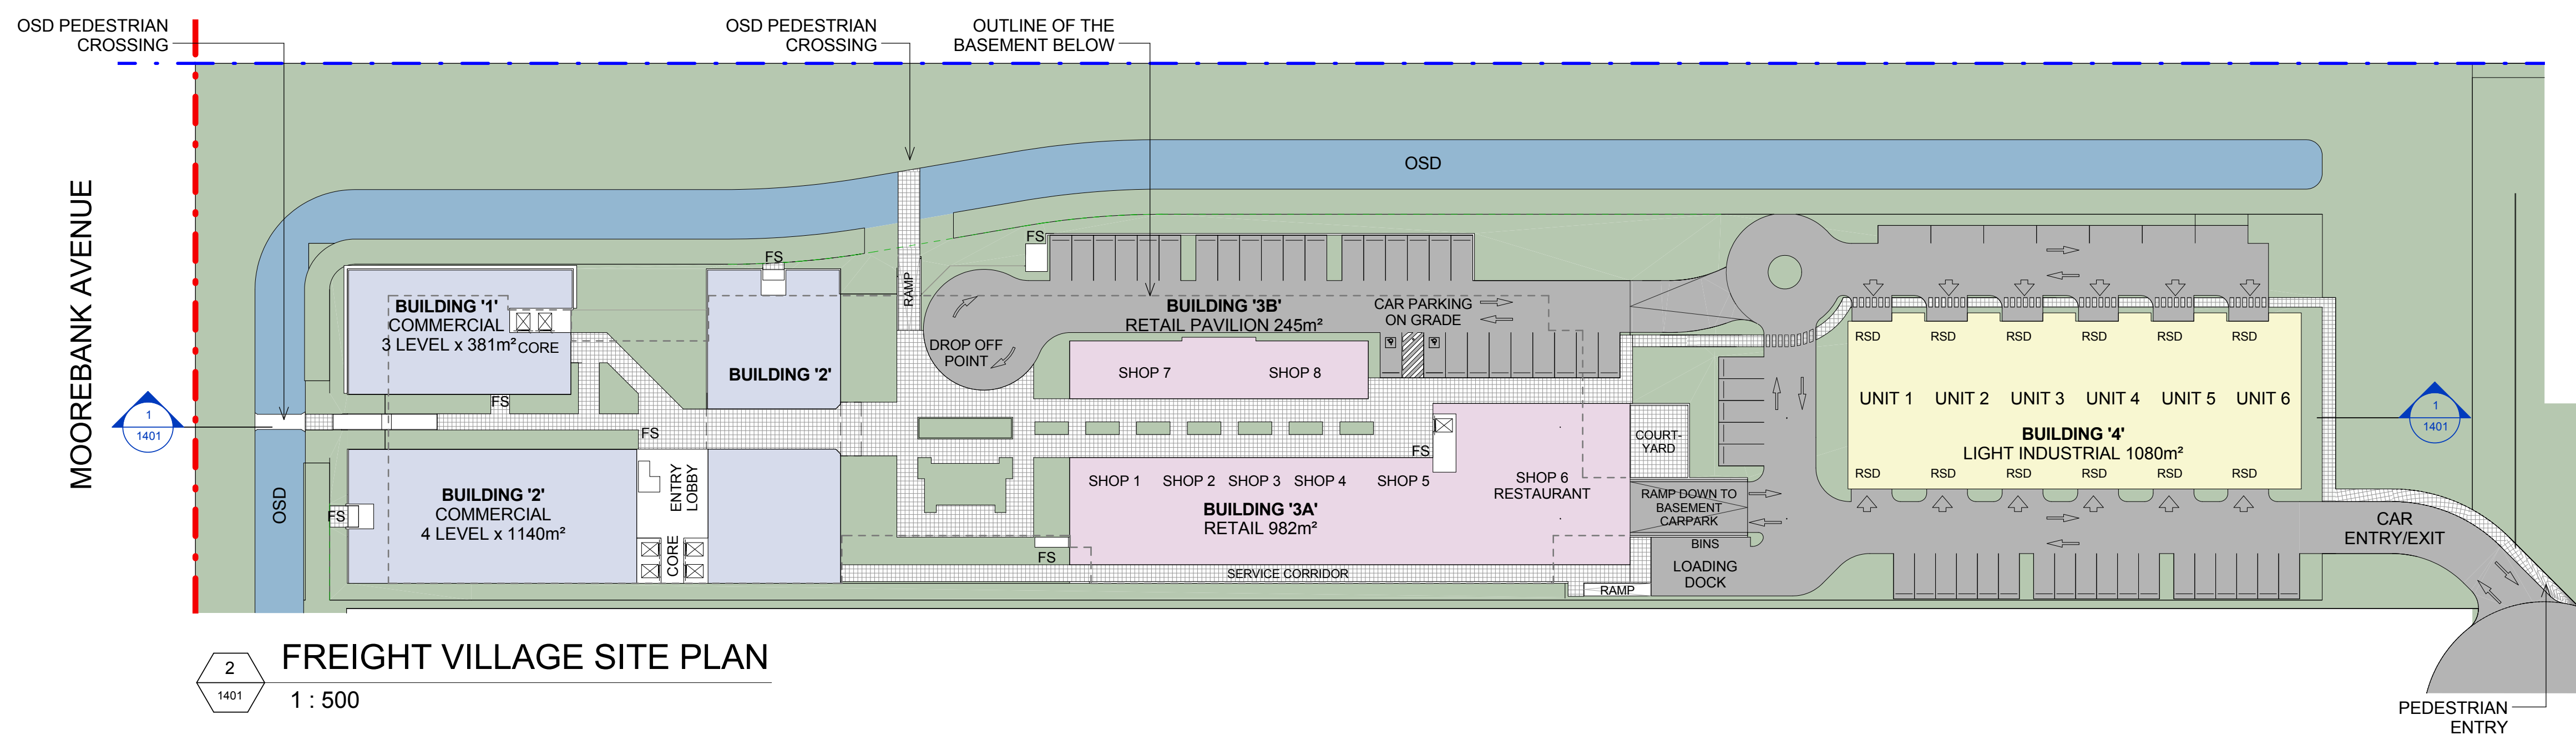 OSD PEDESTRIAN
CROSSING
OSD PEDESTRIAN
CROSSING
OUTLINE OF THE
BASEMENT BELOW
MOOREBANK AVENUE
OSD
OSD
1
1401
BUILDING '1'
COMMERCIAL
3 LEVEL x 381m²
CORE
FS
FS
BUILDING '2'
FS
BUILDING '2'
COMMERCIAL
4 LEVEL x 1140m²
FS
ENTRY
LOBBY
CORE
RAMP
FS
DROP OFF
POINT
BUILDING '3B'
RETAIL PAVILION 245m²
CAR PARKING
ON GRADE
SHOP 7
SHOP 8
SHOP 1
SHOP 2
SHOP 3
SHOP 4
SHOP 5
FS
SHOP 6
RESTAURANT
BUILDING '3A'
RETAIL 982m²
FS
SERVICE CORRIDOR
COURT-
YARD
RAMP DOWN TO
BASEMENT
CARPARK
BINS
LOADING
DOCK
RAMP
RSD
RSD
RSD
RSD
RSD
RSD
UNIT 1
UNIT 2
UNIT 3
UNIT 4
UNIT 5
UNIT 6
BUILDING '4'
LIGHT INDUSTRIAL 1080m²
RSD
RSD
RSD
RSD
RSD
RSD
1
1401
CAR
ENTRY/EXIT
PEDESTRIAN
ENTRY
2
1401
FREIGHT VILLAGE SITE PLAN
1 : 500